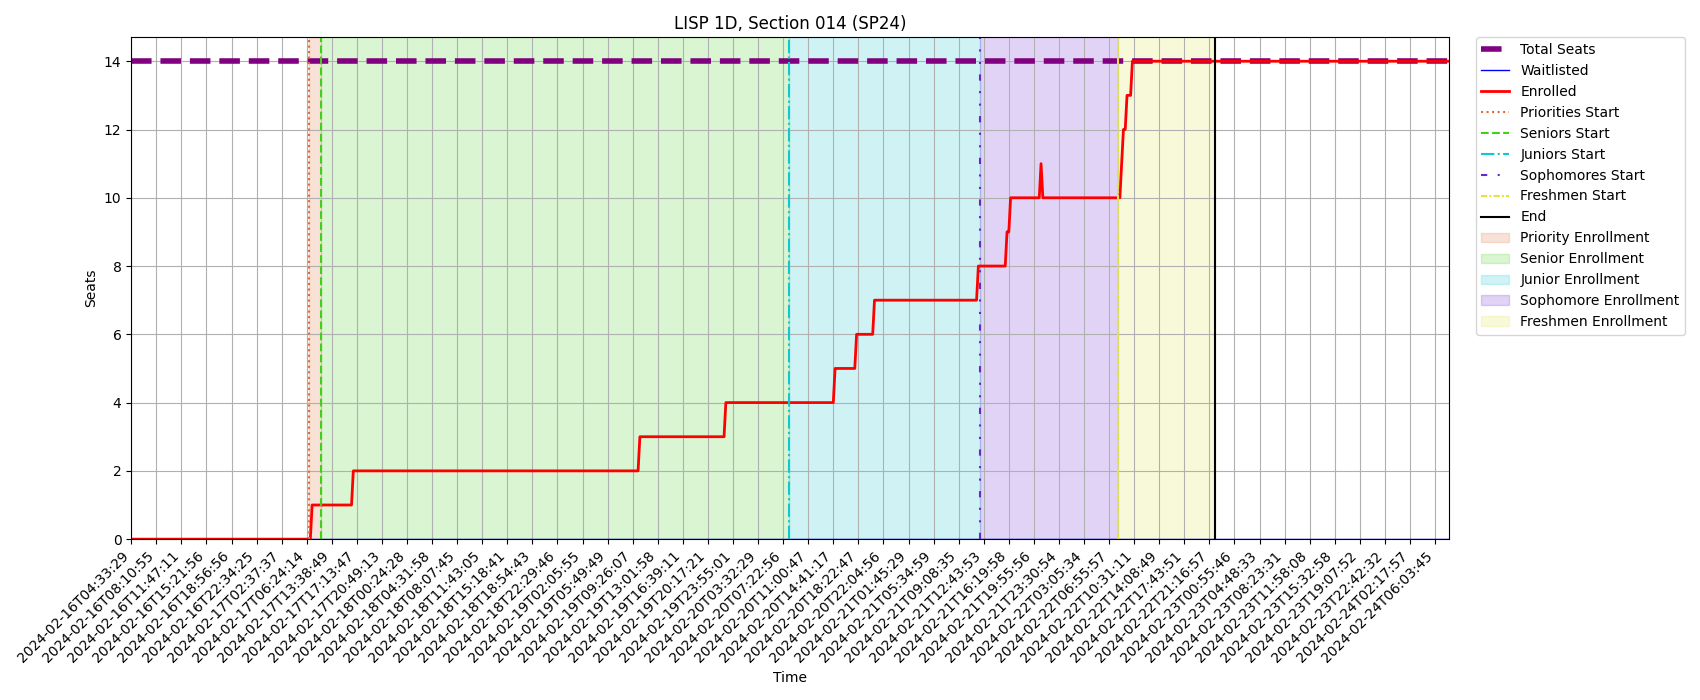 LISP 1D, Section 014 (SP24)
14
12
10
8
6
4
2
0
Seats
2024-02-16T04:33:29
2024-02-16T08:10:55
2024-02-16T11:47:11
2024-02-16T15:21:56
2024-02-16T18:56:56
2024-02-16T22:34:25
2024-02-17T02:37:37
2024-02-17T06:24:14
2024-02-17T13:38:49
2024-02-17T17:13:47
2024-02-17T20:49:13
2024-02-18T00:24:28
2024-02-18T04:31:58
2024-02-18T08:07:45
2024-02-18T11:43:05
2024-02-18T15:18:41
2024-02-18T18:54:43
2024-02-18T22:29:46
2024-02-19T02:05:55
2024-02-19T05:49:49
2024-02-19T09:26:07
2024-02-19T13:01:58
2024-02-19T16:39:11
2024-02-19T20:17:21
2024-02-19T23:55:01
2024-02-20T03:32:29
2024-02-20T07:22:56
2024-02-20T11:00:47
2024-02-20T14:41:17
2024-02-20T18:22:47
2024-02-20T22:04:56
2024-02-21T01:45:29
2024-02-21T05:34:59
2024-02-21T09:08:35
2024-02-21T12:43:53
2024-02-21T16:19:58
2024-02-21T19:55:56
2024-02-21T23:30:54
2024-02-22T03:05:34
2024-02-22T06:55:57
2024-02-22T10:31:11
2024-02-22T14:08:49
2024-02-22T17:43:51
2024-02-22T21:16:57
2024-02-23T00:55:46
2024-02-23T04:48:33
2024-02-23T08:23:31
2024-02-23T11:58:08
2024-02-23T15:32:58
2024-02-23T19:07:52
2024-02-23T22:42:32
2024-02-24T02:17:57
2024-02-24T06:03:45
Time
Total Seats
Waitlisted
Enrolled
Priorities Start
Seniors Start
Juniors Start
Sophomores Start
Freshmen Start
End
Priority Enrollment
Senior Enrollment
Junior Enrollment
Sophomore Enrollment
Freshmen Enrollment